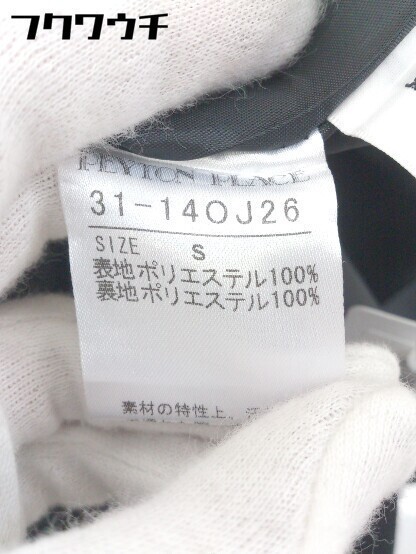 フクワウチ
PEYTON PLACE
31-140J26
SIZE S
表地ポリエステル100%
裏地ポリエステル100%
素材の特性上、